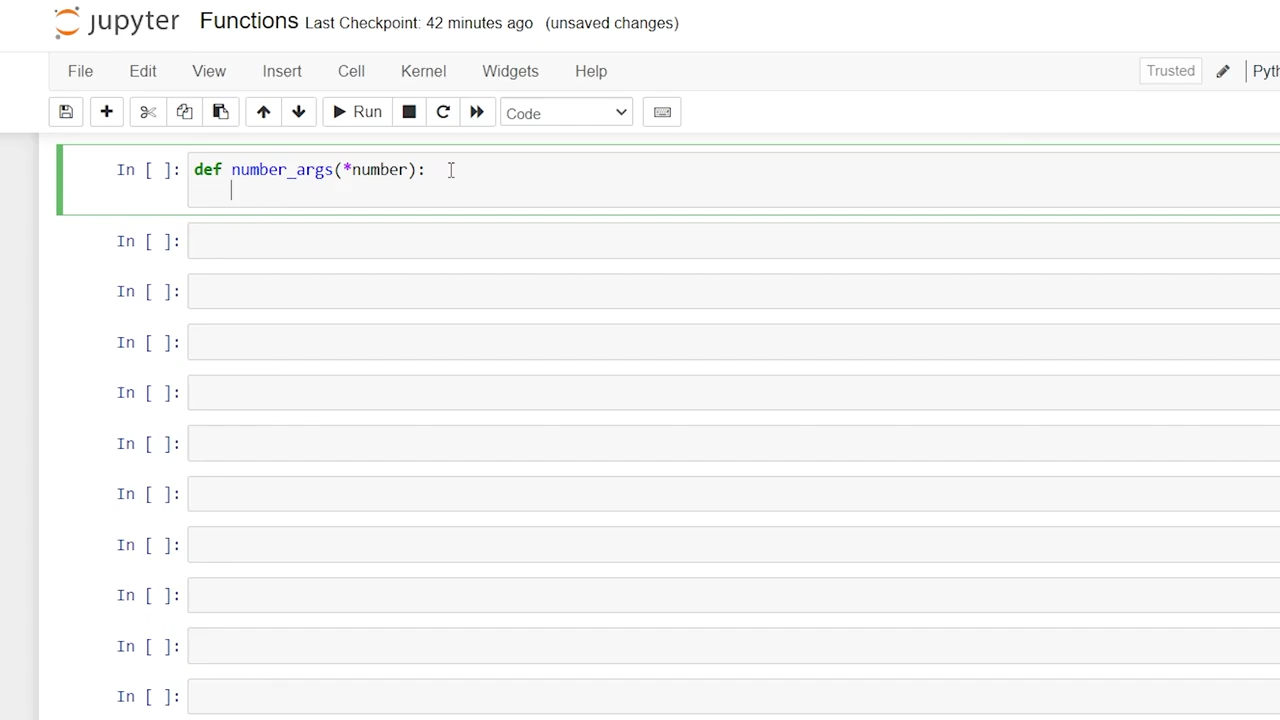 jupyter Functions Last Checkpoint: 42 minutes ago (unsaved changes)
File Edit View Insert Cell Kernel Widgets Help Trusted Pyth
Run Code
In [ ]: def number_args(*number):
In [ ]:
In [ ]:
In [ ]:
In [ ]:
In [ ]:
In [ ]:
In [ ]:
In [ ]:
In [ ]:
In [ ]: